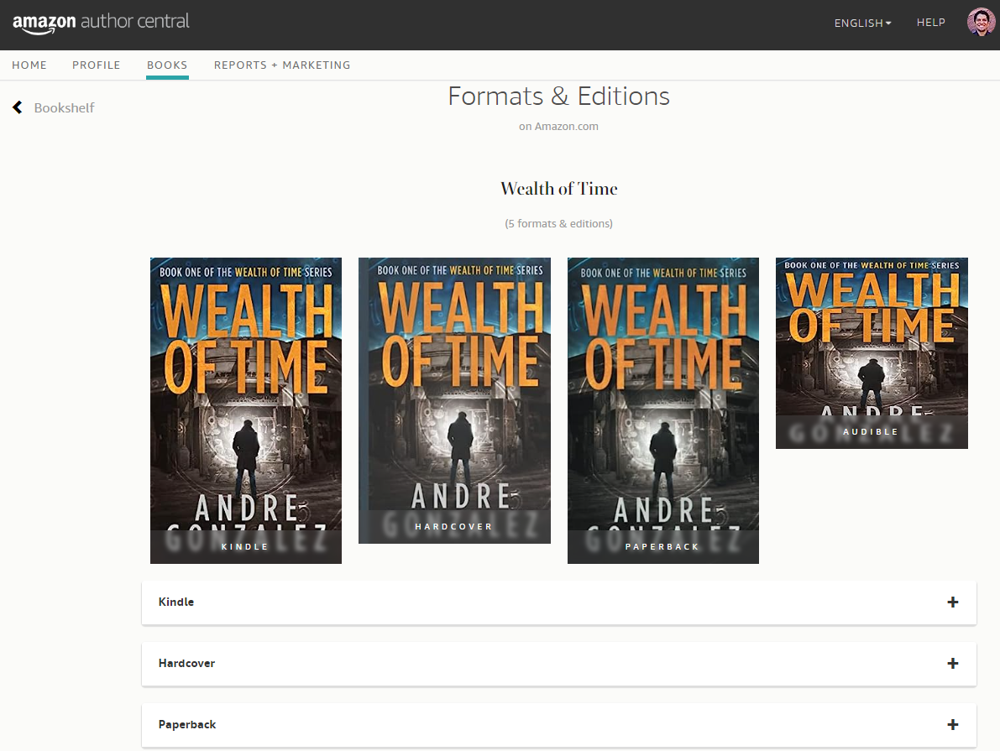 amazon author central
ENGLISH
HELP
HOME
PROFILE
BOOKS
REPORTS + MARKETING
Bookshelf
Formats & Editions
on Amazon.com
Wealth of Time
(5 formats & editions)
BOOK ONE OF THE WEALTH OF TIME SERIES
WEALTH
OF TIME
ANDRE
GONZALEZ
KINDLE
BOOK ONE OF THE WEALTH OF TIME SERIES
WEALTH
OF TIME
ANDRE
GONZALEZ
HARDCOVER
BOOK ONE OF THE WEALTH OF TIME SERIES
WEALTH
OF TIME
ANDRE
GONZALEZ
PAPERBACK
BOOK ONE OF THE WEALTH OF TIME SERIES
WEALTH
OF TIME
ANDRE
GONZALEZ
AUDIBLE
Kindle
+
Hardcover
+
Paperback
+